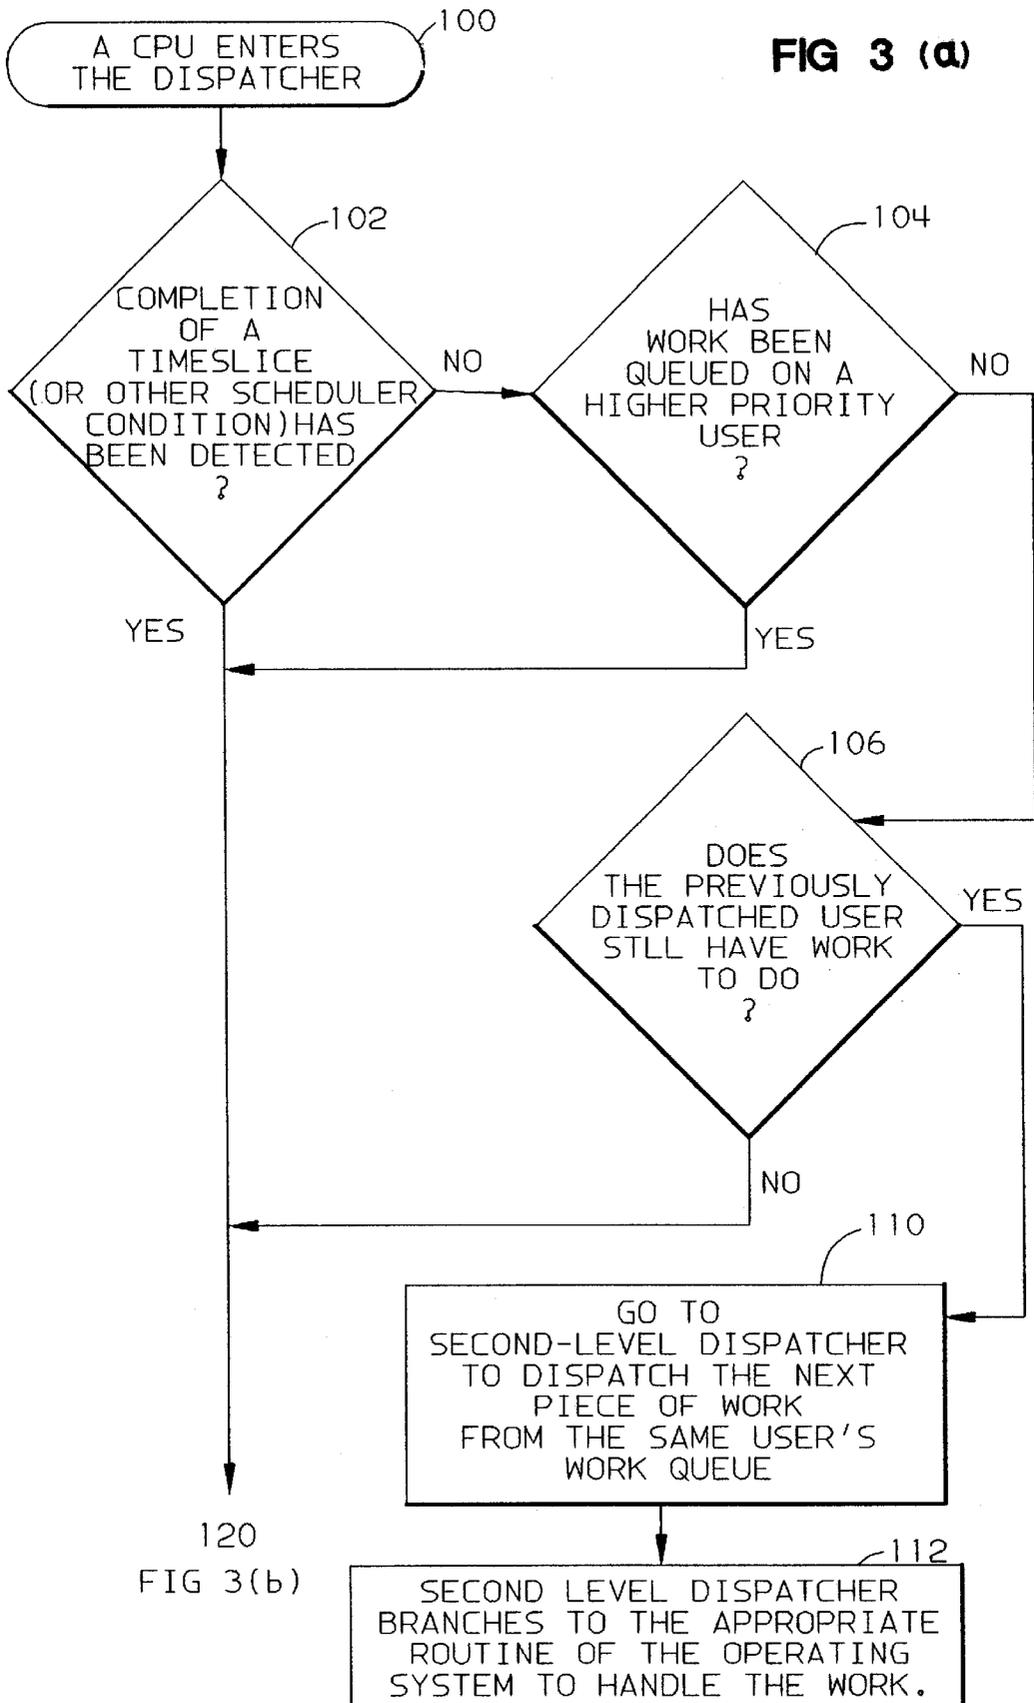 100
A CPU ENTERS
THE DISPATCHER
FIG 3 (a)
102
COMPLETION
OF A
TIMESLICE
(OR OTHER SCHEDULER
CONDITION)HAS
BEEN DETECTED
?
NO
YES
104
HAS
WORK BEEN
QUEUED ON A
HIGHER PRIORITY
USER
?
NO
YES
106
DOES
THE PREVIOUSLY
DISPATCHED USER
STLL HAVE WORK
TO DO
?
YES
NO
110
GO TO
SECOND-LEVEL DISPATCHER
TO DISPATCH THE NEXT
PIECE OF WORK
FROM THE SAME USER'S
WORK QUEUE
120
FIG 3(b)
112
SECOND LEVEL DISPATCHER
BRANCHES TO THE APPROPRIATE
ROUTINE OF THE OPERATING
SYSTEM TO HANDLE THE WORK.